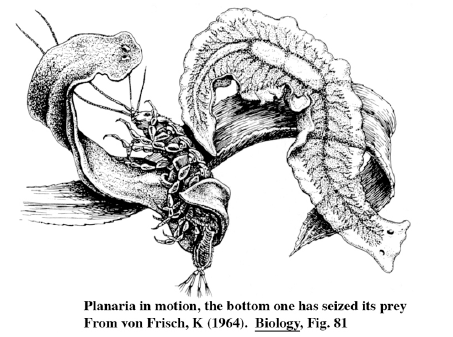 Planaria in motion, the bottom one has seized its prey
From von Frisch, K (1964).  Biology, Fig. 81